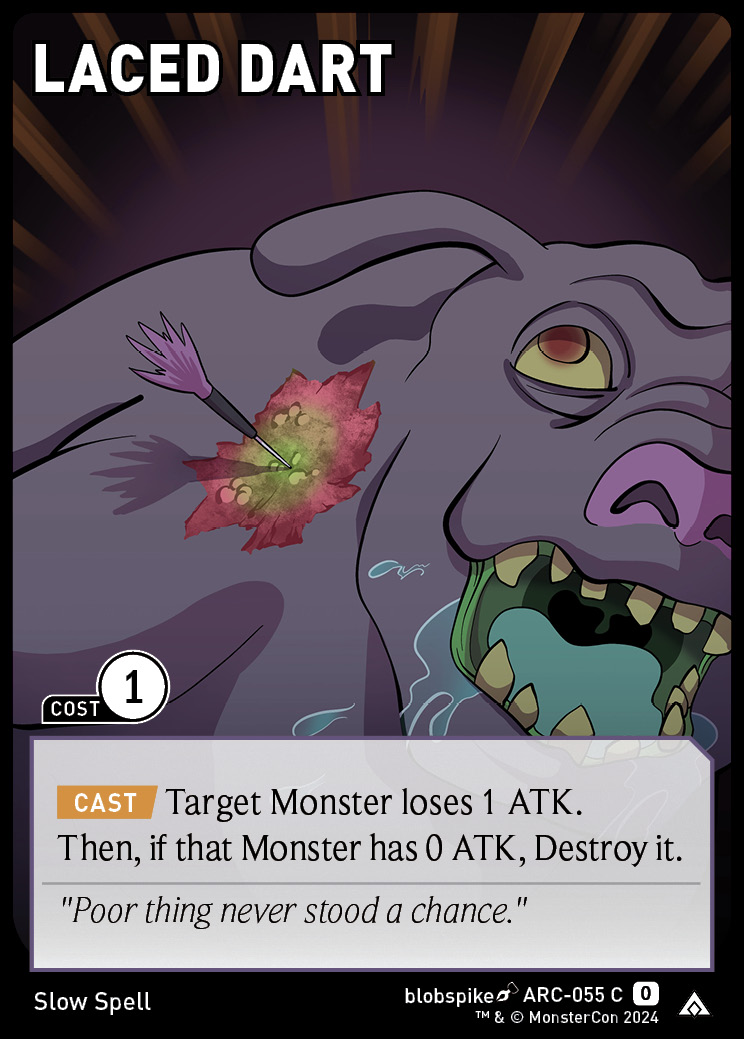 LACED DART
COST 1
CAST Target Monster loses 1 ATK.
Then, if that Monster has 0 ATK, Destroy it.
"Poor thing never stood a chance."
Slow Spell
blobspike ARC-055 C 0
™ & © MonsterCon 2024